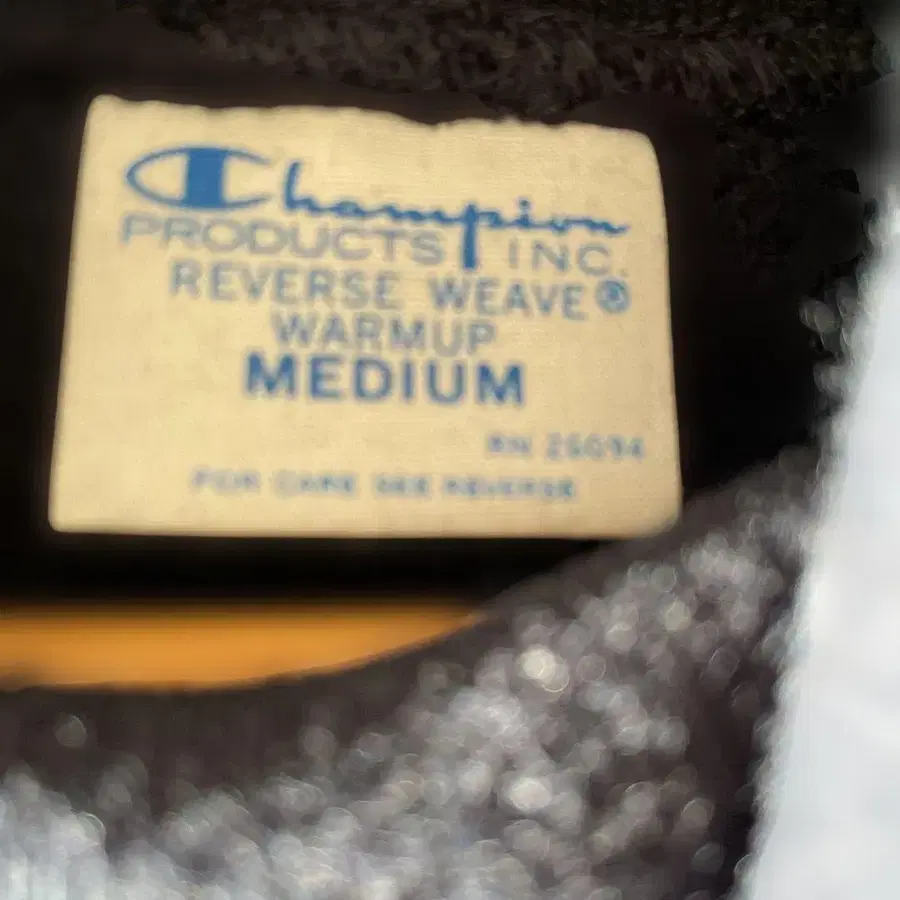 Champion
PRODUCTS INC.
REVERSE WEAVE®
WARMUP
MEDIUM
RN 26094
FOR CARE SEE REVERSE